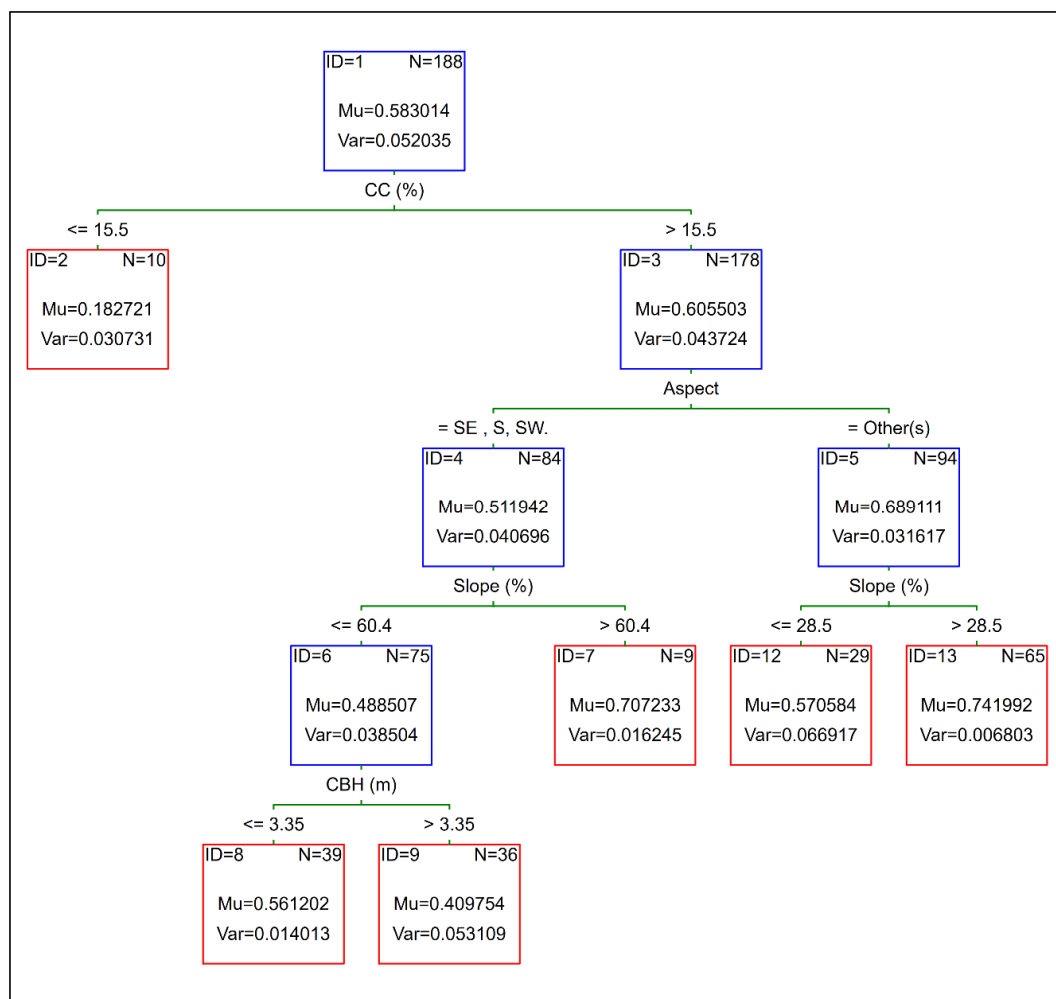 ID=1 N=188
Mu=0.583014
Var=0.052035
CC (%)
<= 15.5 > 15.5
ID=2 N=10
Mu=0.182721
Var=0.030731
ID=3 N=178
Mu=0.605503
Var=0.043724
Aspect
= SE , S, SW. = Other(s)
ID=4 N=84
Mu=0.511942
Var=0.040696
ID=5 N=94
Mu=0.689111
Var=0.031617
Slope (%) Slope (%)
<= 60.4 > 60.4 <= 28.5 > 28.5
ID=6 N=75
Mu=0.488507
Var=0.038504
ID=7 N=9
Mu=0.707233
Var=0.016245
ID=12 N=29
Mu=0.570584
Var=0.066917
ID=13 N=65
Mu=0.741992
Var=0.006803
CBH (m)
<= 3.35 > 3.35
ID=8 N=39
Mu=0.561202
Var=0.014013
ID=9 N=36
Mu=0.409754
Var=0.053109